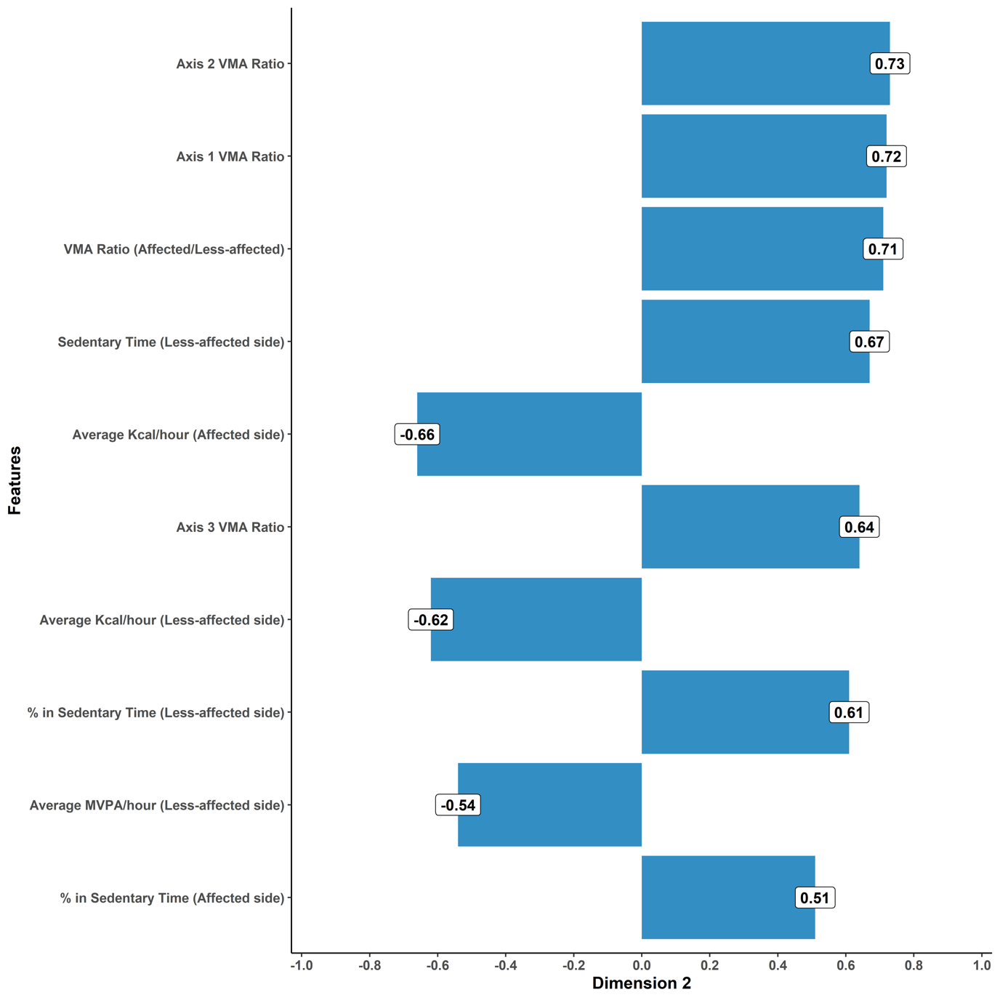 Features
Axis 2 VMA Ratio
0.73
Axis 1 VMA Ratio
0.72
VMA Ratio (Affected/Less-affected)
0.71
Sedentary Time (Less-affected side)
0.67
Average Kcal/hour (Affected side)
-0.66
Axis 3 VMA Ratio
0.64
Average Kcal/hour (Less-affected side)
-0.62
% in Sedentary Time (Less-affected side)
0.61
Average MVPA/hour (Less-affected side)
-0.54
% in Sedentary Time (Affected side)
0.51
-1.0 -0.8 -0.6 -0.4 -0.2 0.0 0.2 0.4 0.6 0.8 1.0
Dimension 2